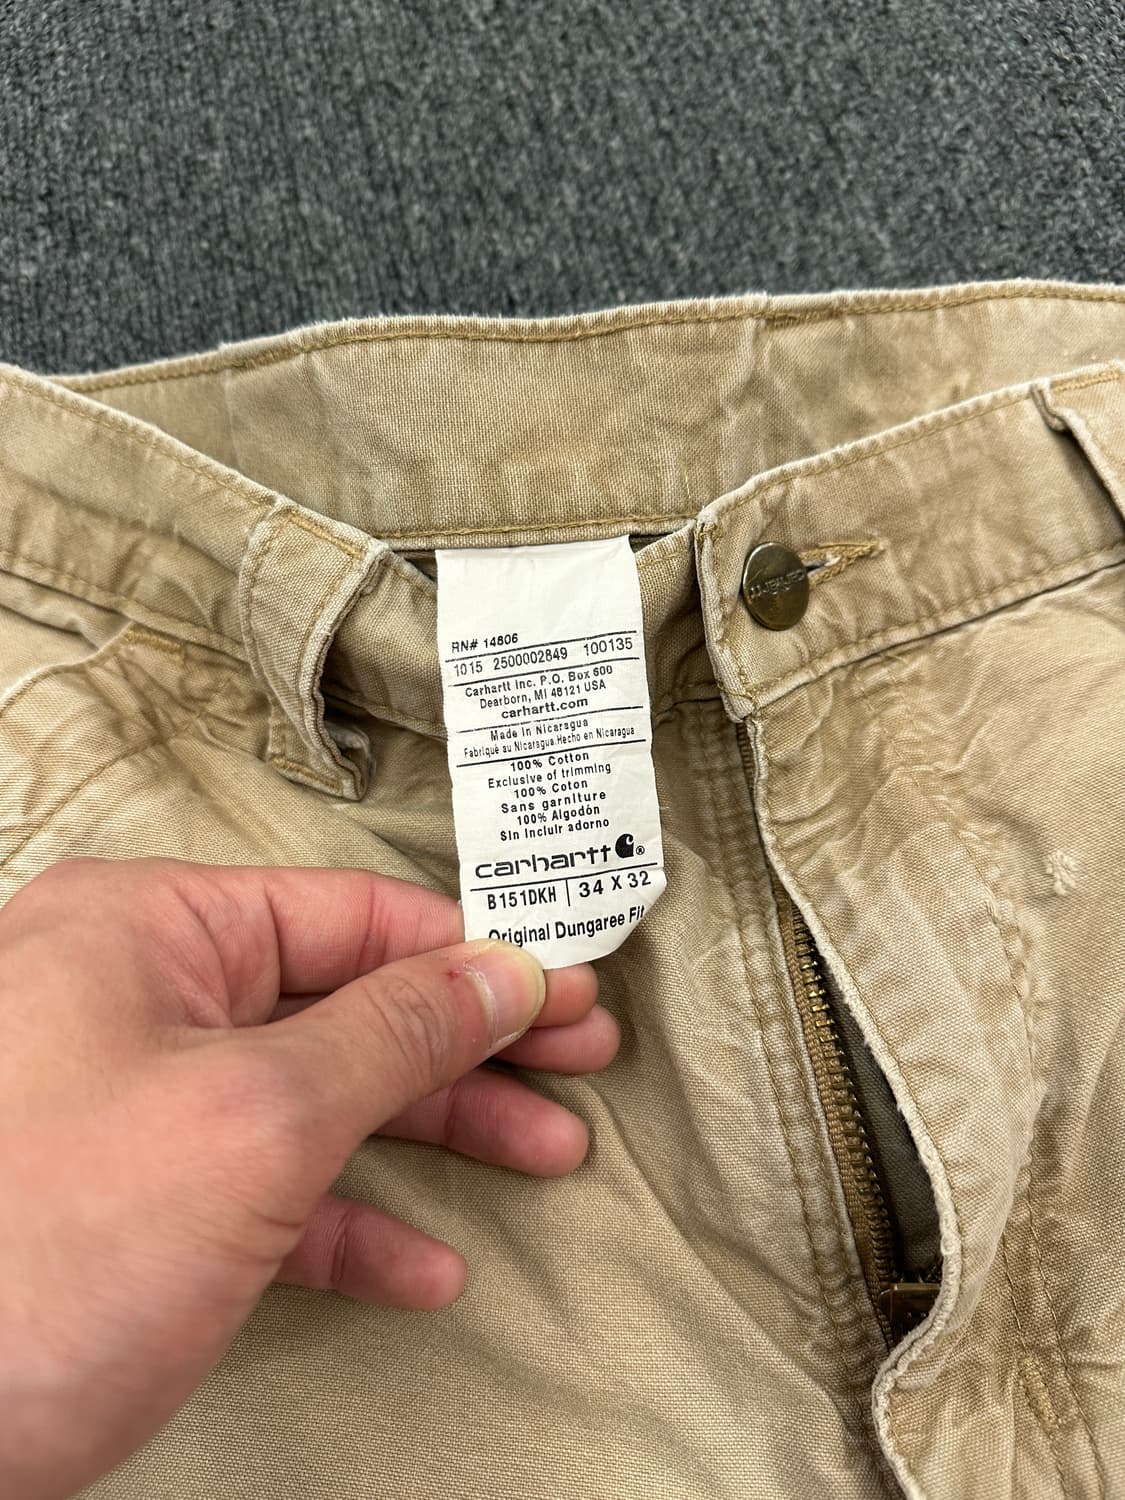 RN# 14806
1015 2500002849 100135
Carhartt Inc. P.O. Box 600
Dearborn, MI 48121 USA
carhartt.com
Made in Nicaragua
Fabriqué au Nicaragua.Hecho en Nicaragua
100% Cotton
Exclusive of trimming
100% Coton
Sans garniture
100% Algodón
Sin incluir adorno
carhartt ®
B151DKH | 34 X 32
Original Dungaree Fit